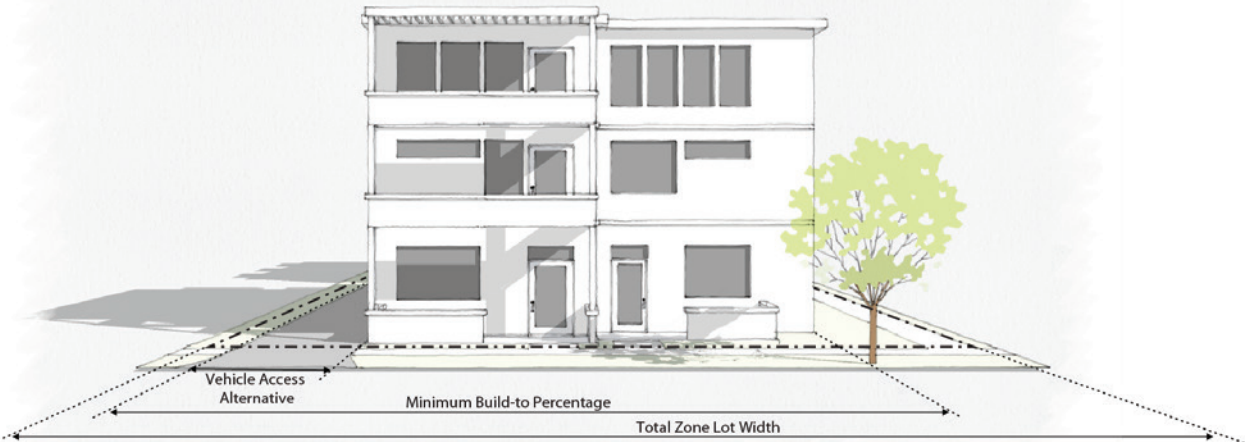 Vehicle Access
Alternative
Minimum Build-to Percentage
Total Zone Lot Width